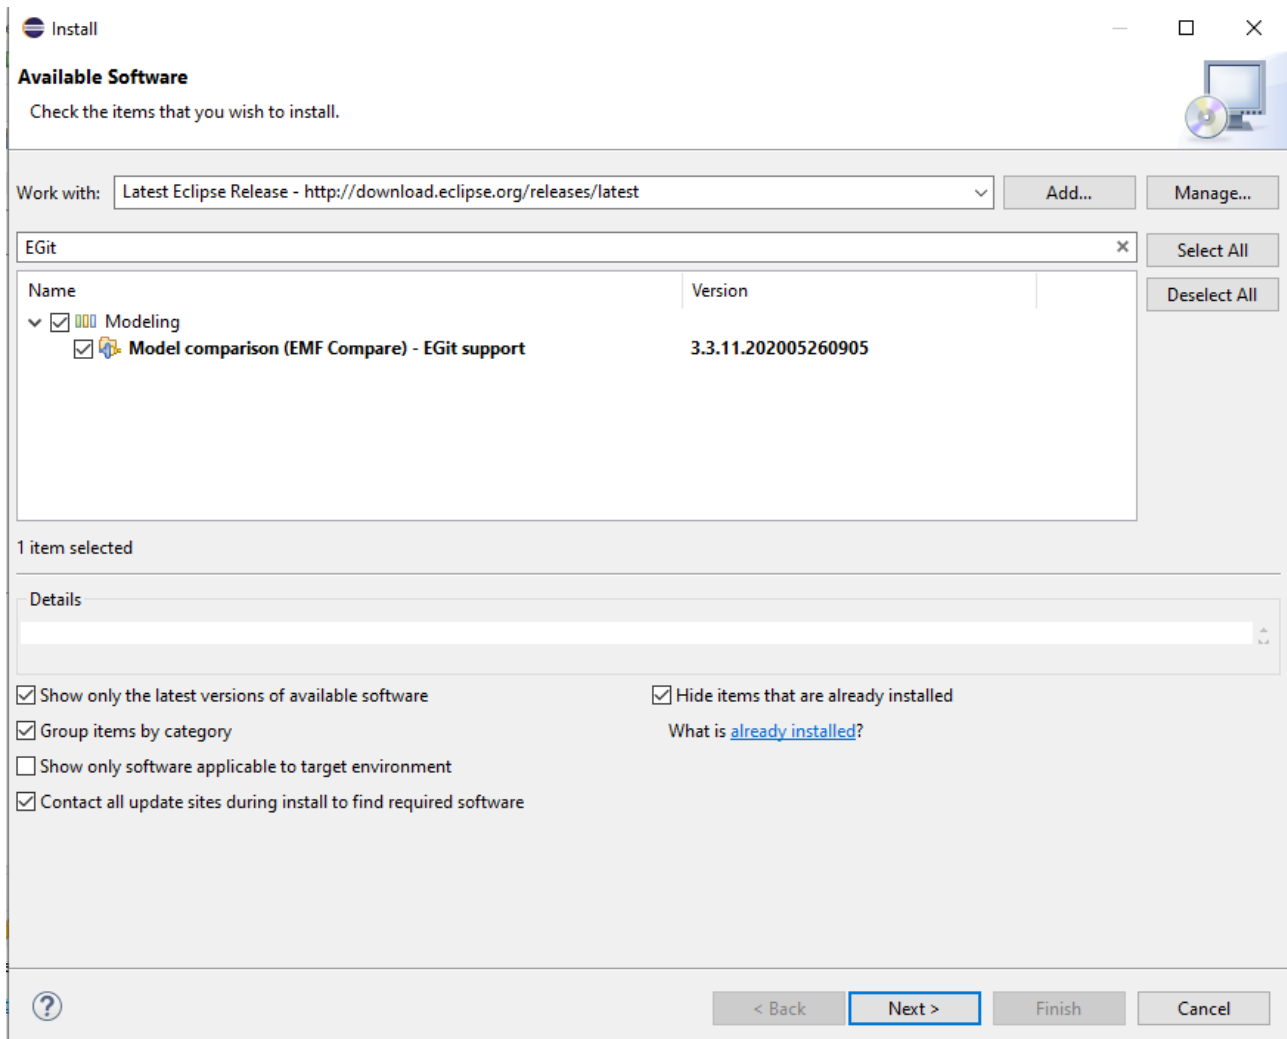 Install
Available Software
Check the items that you wish to install.
Work with: Latest Eclipse Release - http://download.eclipse.org/releases/latest Add... Manage...
EGit Select All
Name Version Deselect All
Modeling
Model comparison (EMF Compare) - EGit support 3.3.11.202005260905
1 item selected
Details
Show only the latest versions of available software Hide items that are already installed
Group items by category What is already installed?
Show only software applicable to target environment
Contact all update sites during install to find required software
? < Back Next > Finish Cancel